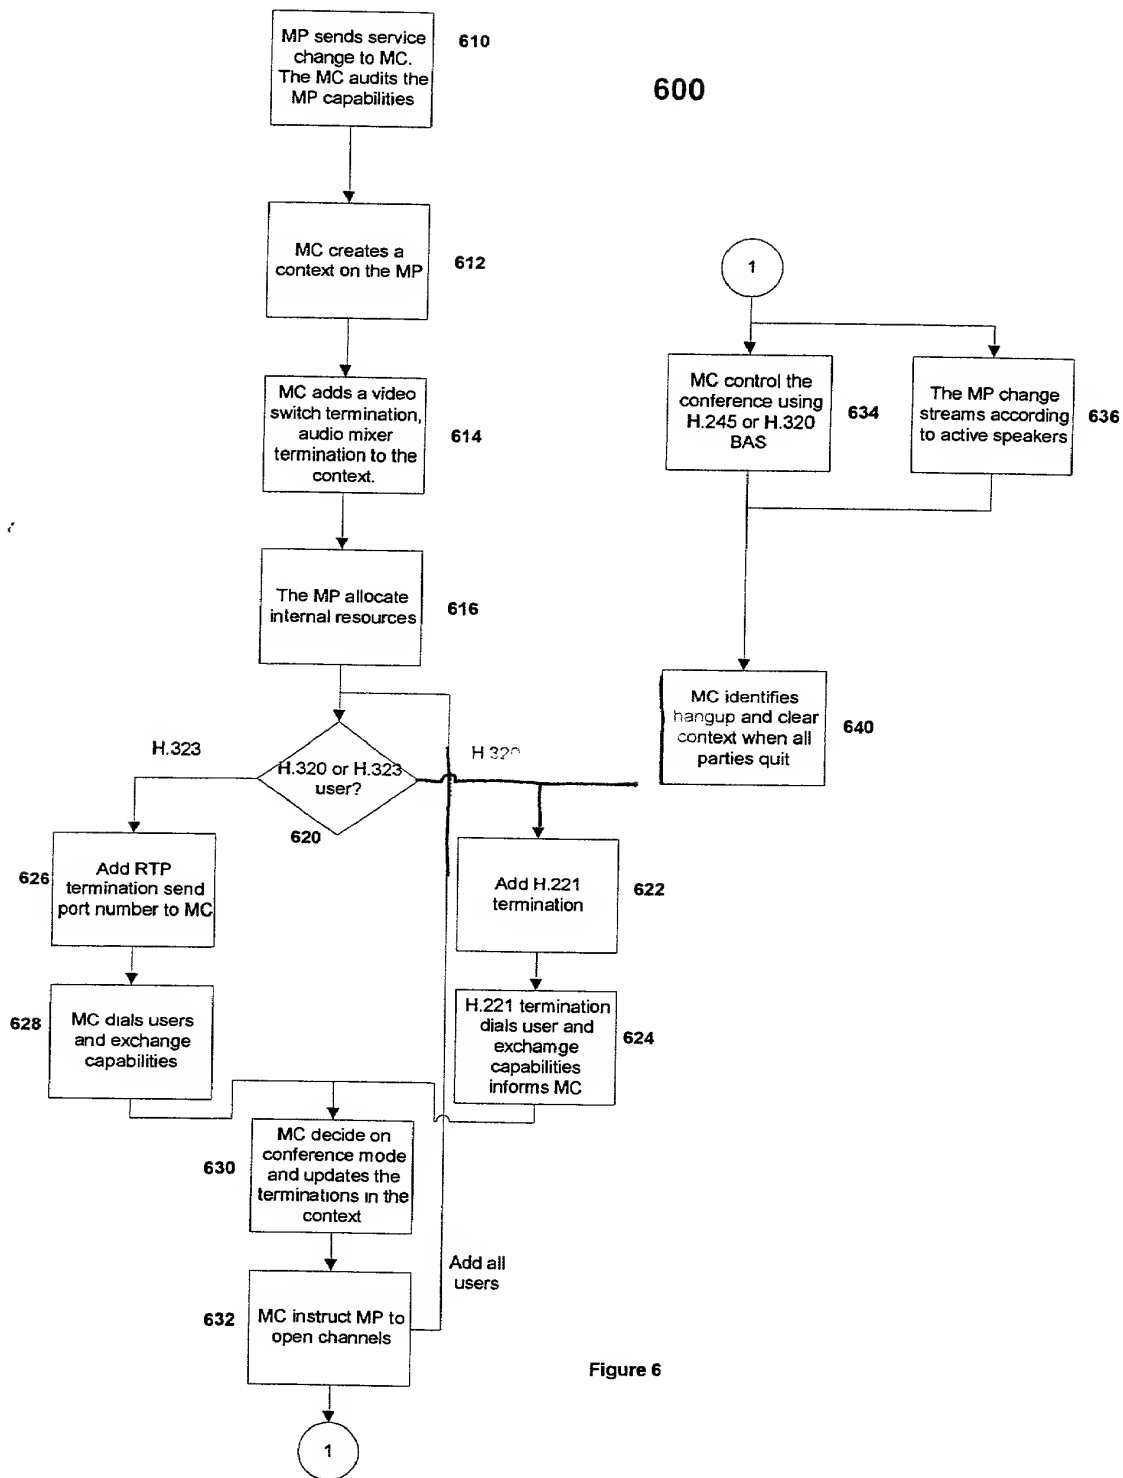 MP sends service
change to MC.
The MC audits the
MP capabilities
610
600
MC creates a
context on the MP
612
MC adds a video
switch termination,
audio mixer
termination to the
context.
614
The MP allocate
internal resources
616
H.320 or H.323
user?
620
H.323
H.320
Add RTP
termination send
port number to MC
626
MC dials users
and exchange
capabilities
628
Add H.221
termination
622
H.221 termination
dials user and
exchamge
capabilities
informs MC
624
MC decide on
conference mode
and updates the
terminations in the
context
630
MC instruct MP to
open channels
632
Add all
users
1
1
MC control the
conference using
H.245 or H.320
BAS
634
The MP change
streams according
to active speakers
636
MC identifies
hangup and clear
context when all
parties quit
640
Figure 6